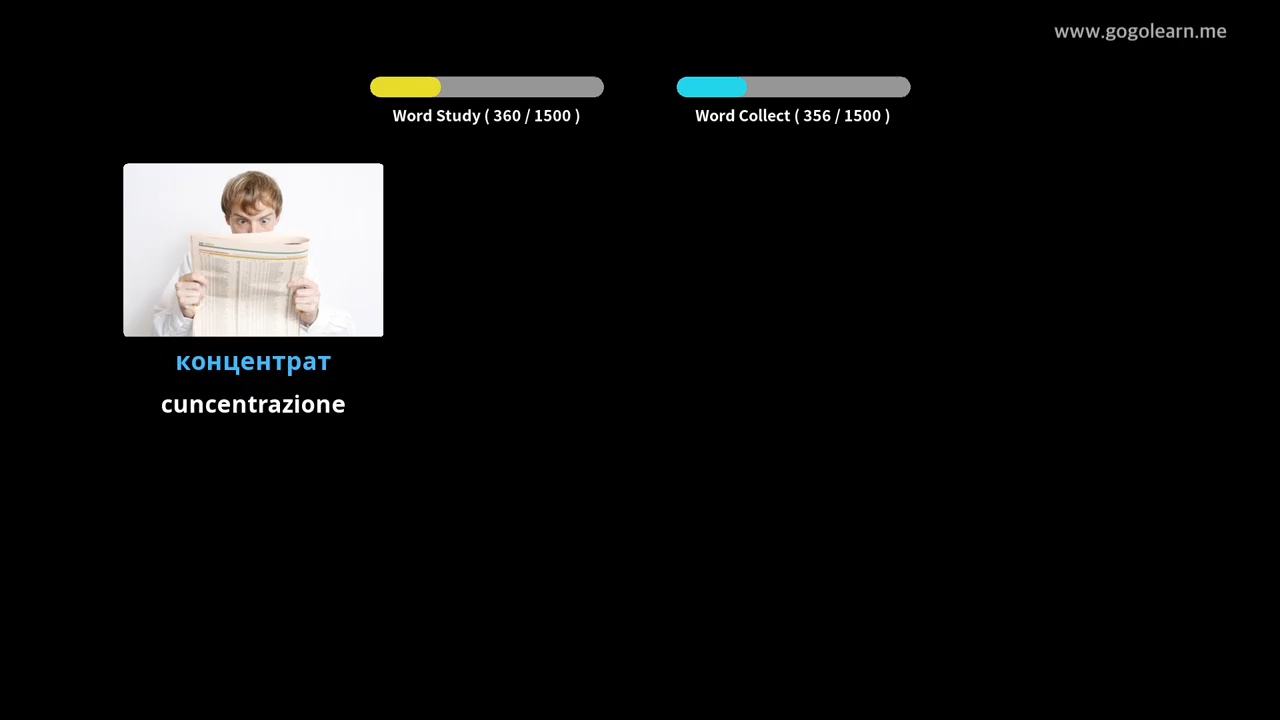 www.gogolearn.me
Word Study ( 360 / 1500 )
Word Collect ( 356 / 1500 )
концентрат
cuncentrazione